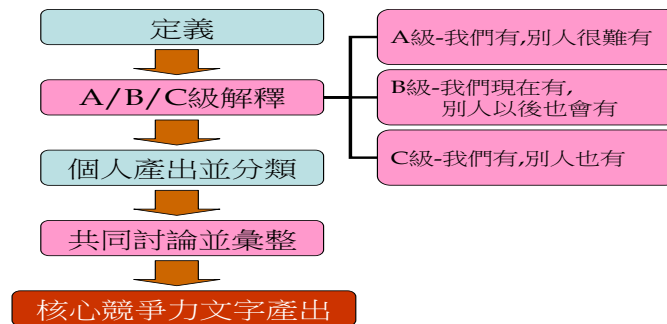 定義
A/B/C級解釋
個人產出並分類
共同討論並彙整
核心競爭力文字產出
A級-我們有,別人很難有
B級-我們現在有,
別人以後也會有
C級-我們有,別人也有